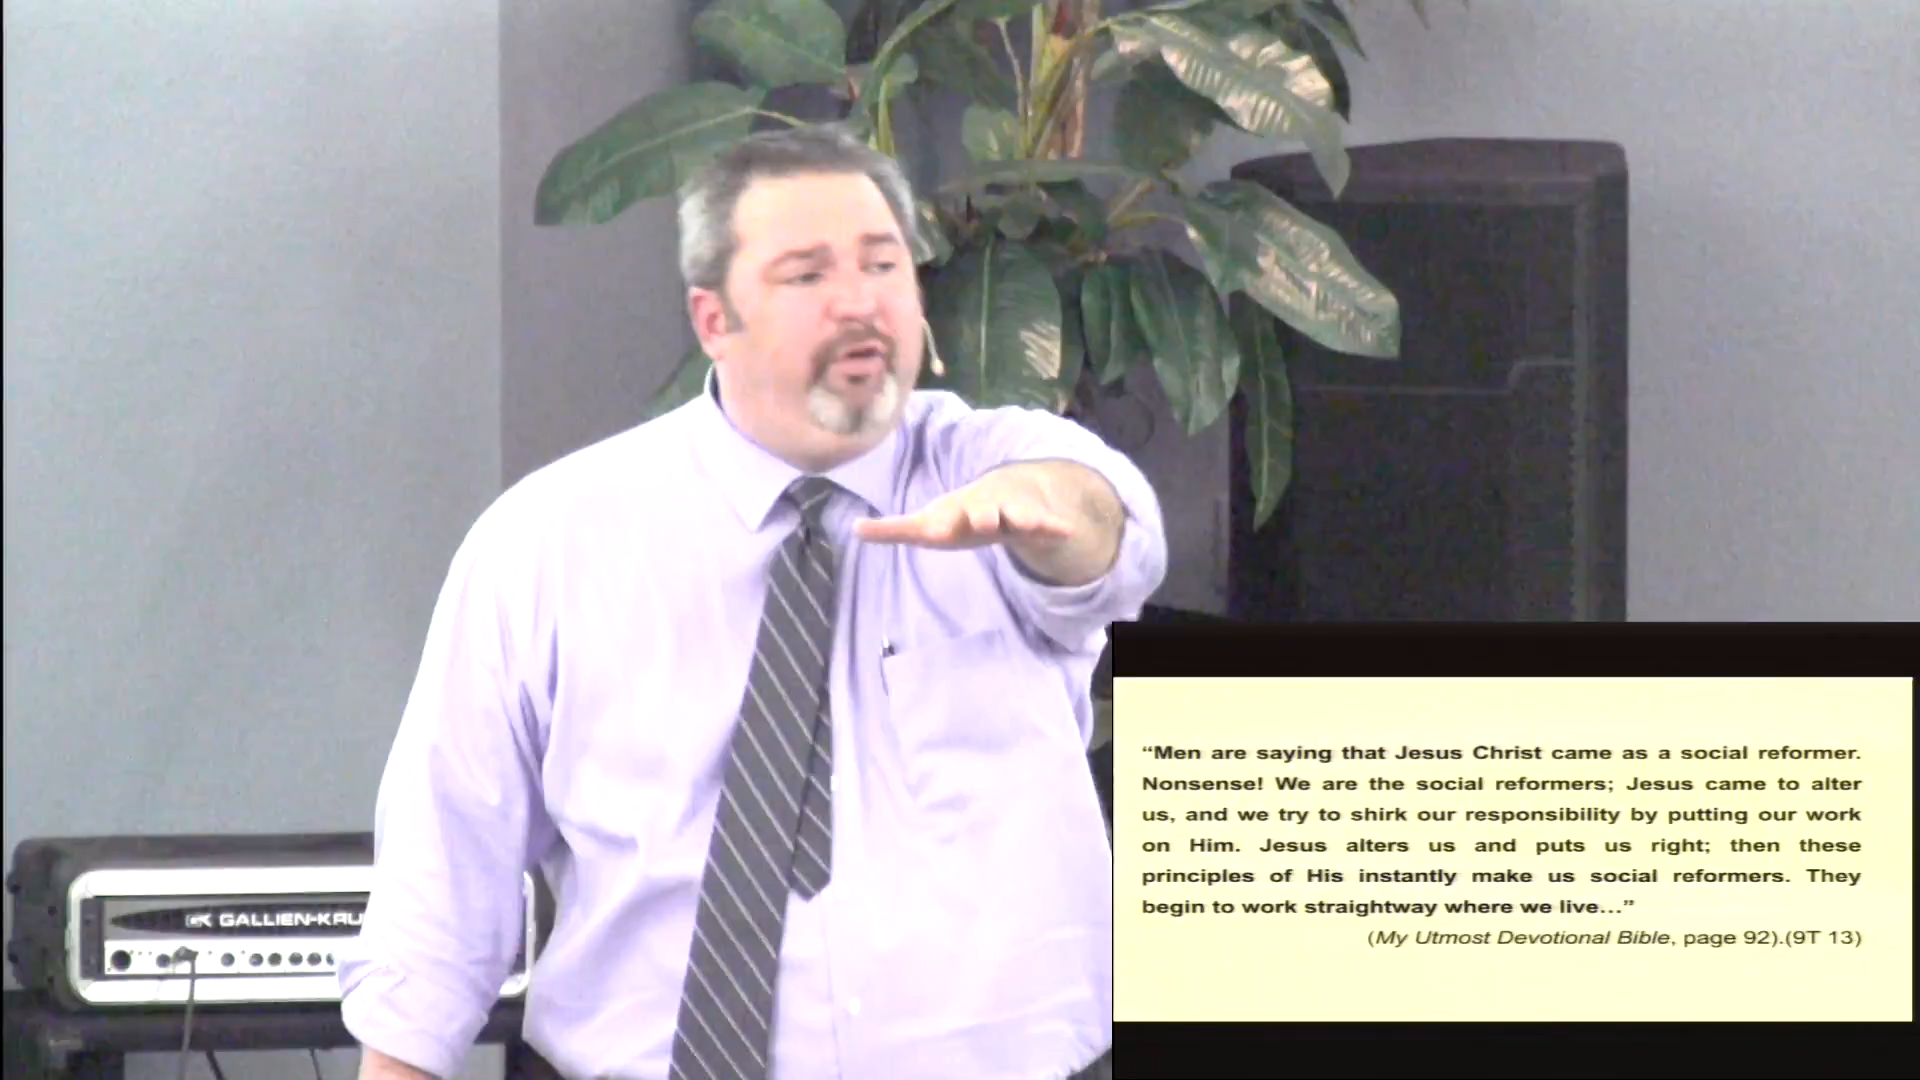 GK GALLIEN-KRU
“Men are saying that Jesus Christ came as a social reformer.
Nonsense! We are the social reformers; Jesus came to alter
us, and we try to shirk our responsibility by putting our work
on Him. Jesus alters us and puts us right; then these
principles of His instantly make us social reformers. They
begin to work straightway where we live...”
(My Utmost Devotional Bible, page 92).(9T 13)